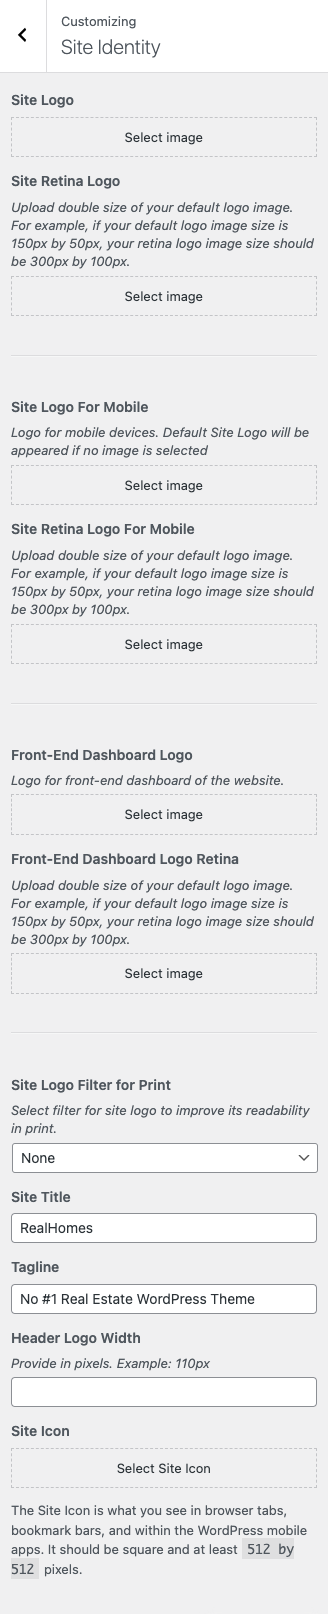 Customizing
Site Identity
Site Logo
Select image
Site Retina Logo
Upload double size of your default logo image.
For example, if your default logo image size is
150px by 50px, your retina logo image size should
be 300px by 100px.
Select image
Site Logo For Mobile
Logo for mobile devices. Default Site Logo will be
appeared if no image is selected
Select image
Site Retina Logo For Mobile
Upload double size of your default logo image.
For example, if your default logo image size is
150px by 50px, your retina logo image size should
be 300px by 100px.
Select image
Front-End Dashboard Logo
Logo for front-end dashboard of the website.
Select image
Front-End Dashboard Logo Retina
Upload double size of your default logo image.
For example, if your default logo image size is
150px by 50px, your retina logo image size should
be 300px by 100px.
Select image
Site Logo Filter for Print
Select filter for site logo to improve its readability
in print.
None
Site Title
RealHomes
Tagline
No #1 Real Estate WordPress Theme
Header Logo Width
Provide in pixels. Example: 110px
Site Icon
Select Site Icon
The Site Icon is what you see in browser tabs,
bookmark bars, and within the WordPress mobile
apps. It should be square and at least 512 by
512 pixels.